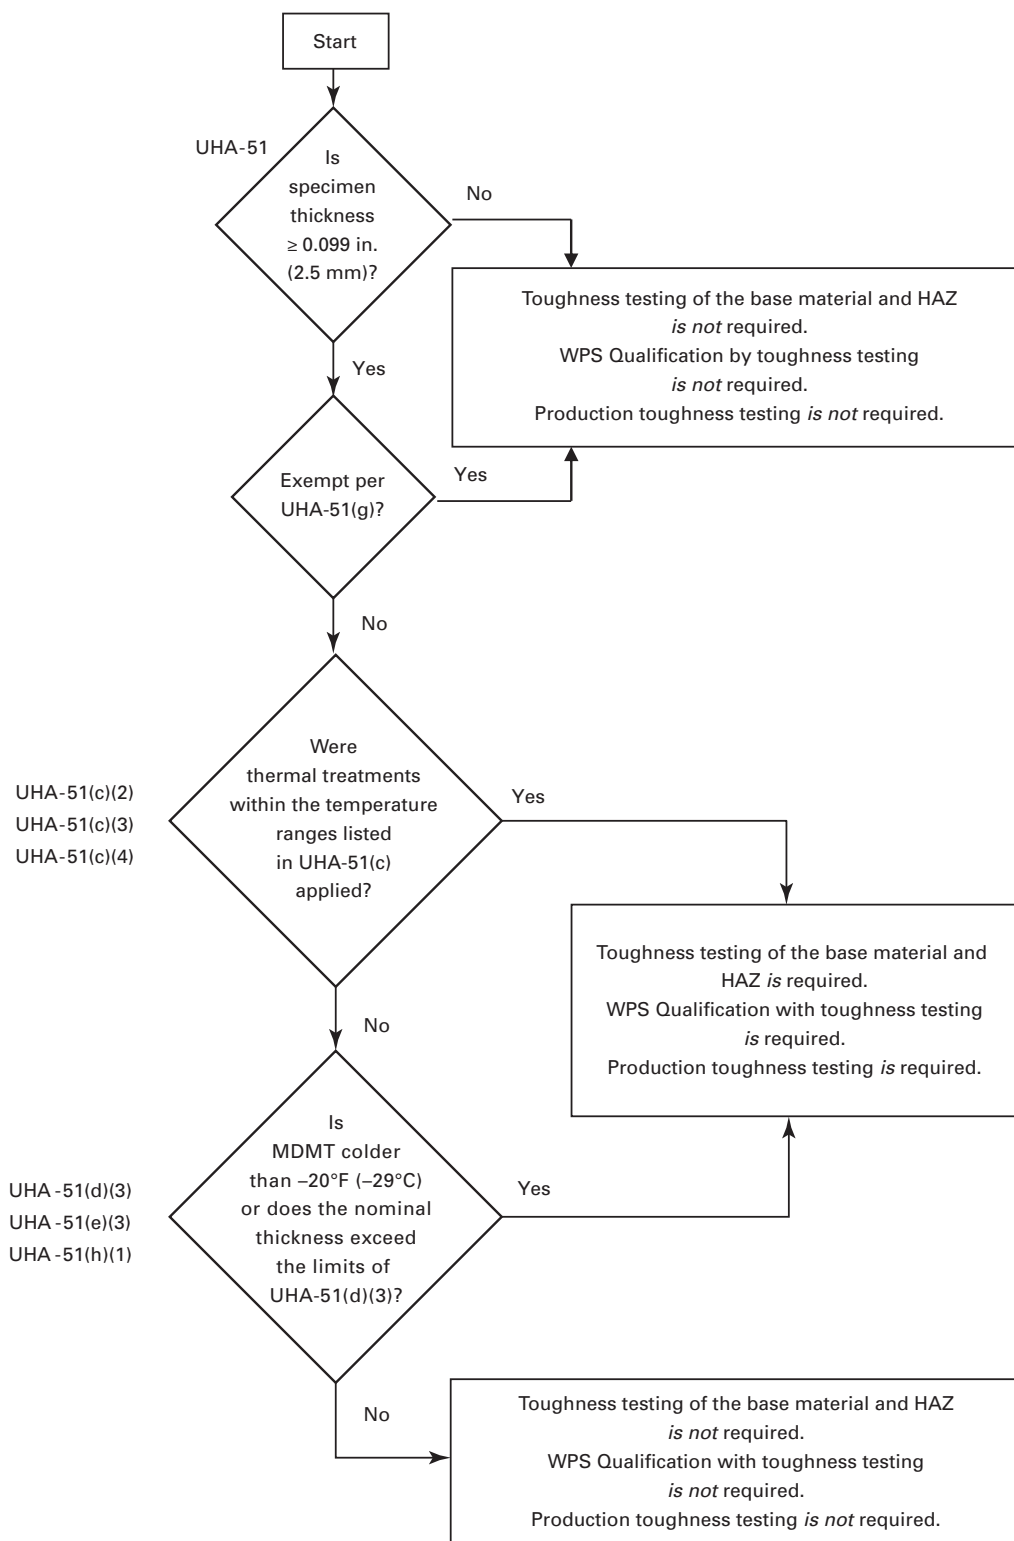 Start
UHA-51
Is
specimen
thickness
≥ 0.099 in.
(2.5 mm)?
No
Toughness testing of the base material and HAZ
is not required.
WPS Qualification by toughness testing
is not required.
Production toughness testing is not required.
Yes
Exempt per
UHA-51(g)?
Yes
No
Were
thermal treatments
within the temperature
ranges listed
in UHA-51(c)
applied?
UHA-51(c)(2)
UHA-51(c)(3)
UHA-51(c)(4)
Yes
Toughness testing of the base material and
HAZ is required.
WPS Qualification with toughness testing
is required.
Production toughness testing is required.
No
Is
MDMT colder
than –20°F (–29°C)
or does the nominal
thickness exceed
the limits of
UHA-51(d)(3)?
UHA-51(d)(3)
UHA-51(e)(3)
UHA-51(h)(1)
Yes
No
Toughness testing of the base material and HAZ
is not required.
WPS Qualification with toughness testing
is not required.
Production toughness testing is not required.